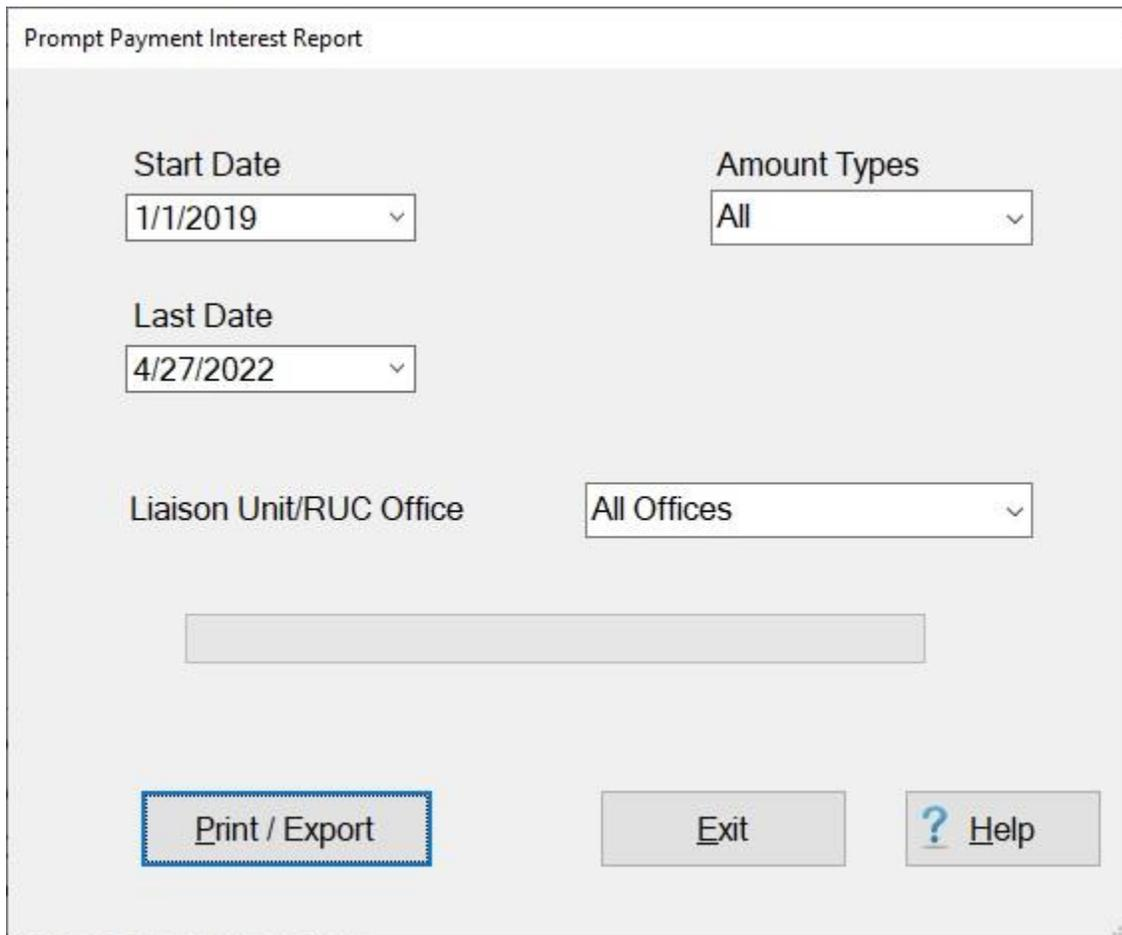 Prompt Payment Interest Report
Start Date
Amount Types
1/1/2019
All
Last Date
4/27/2022
Liaison Unit/RUC Office
All Offices
Print / Export
Exit
? Help